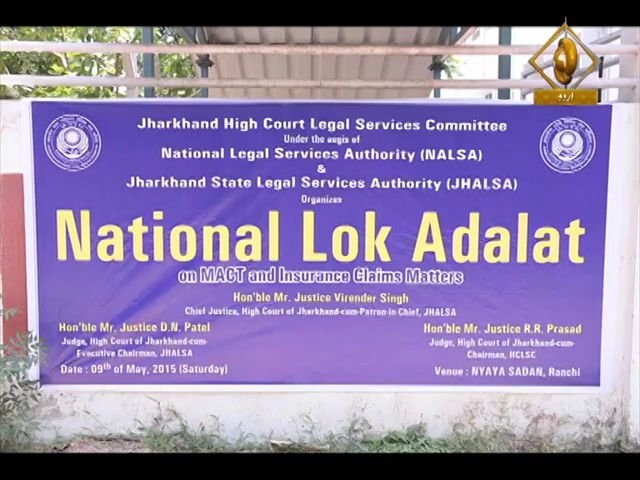 اردو
Jharkhand High Court Legal Services Committee
Under the aegis of
National Legal Services Authority (NALSA)
&
Jharkhand State Legal Services Authority (JHALSA)
Organizes
National Lok Adalat
on MACT and Insurance Claims Matters
Hon'ble Mr. Justice Virender Singh
Chief Justice, High Court of Jharkhand-cum-Patron-in Chief, JHALSA
Hon'ble Mr. Justice D.N. Patel
Judge, High Court of Jharkhand-cum-
Executive Chairman, JHALSA
Date : 09th of May, 2015 (Saturday)
Hon'ble Mr. Justice R.R. Prasad
Judge, High Court of Jharkhand-cum-
Chairman, HCLSC
Venue : NYAYA SADAN, Ranchi